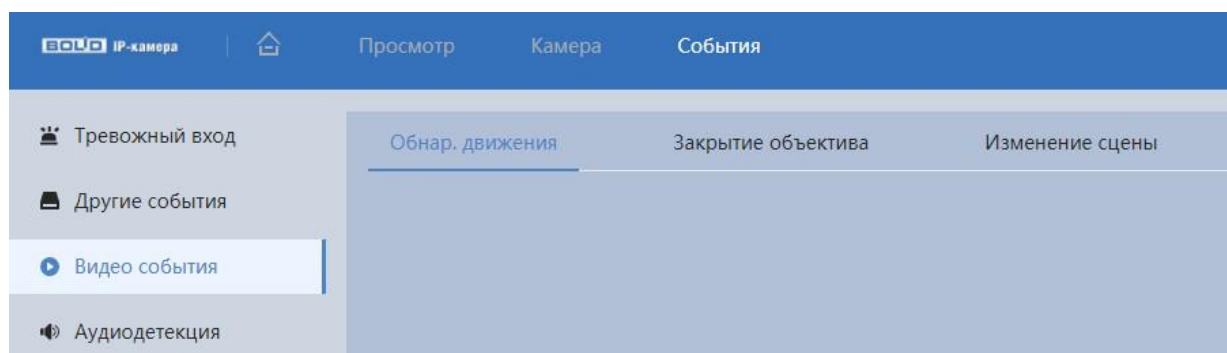 BOLID IP-камера Просмотр Камера События
Тревожный вход
Обнар. движения Закрытие объектива Изменение сцены
Другие события
Видео события
Аудиодетекция